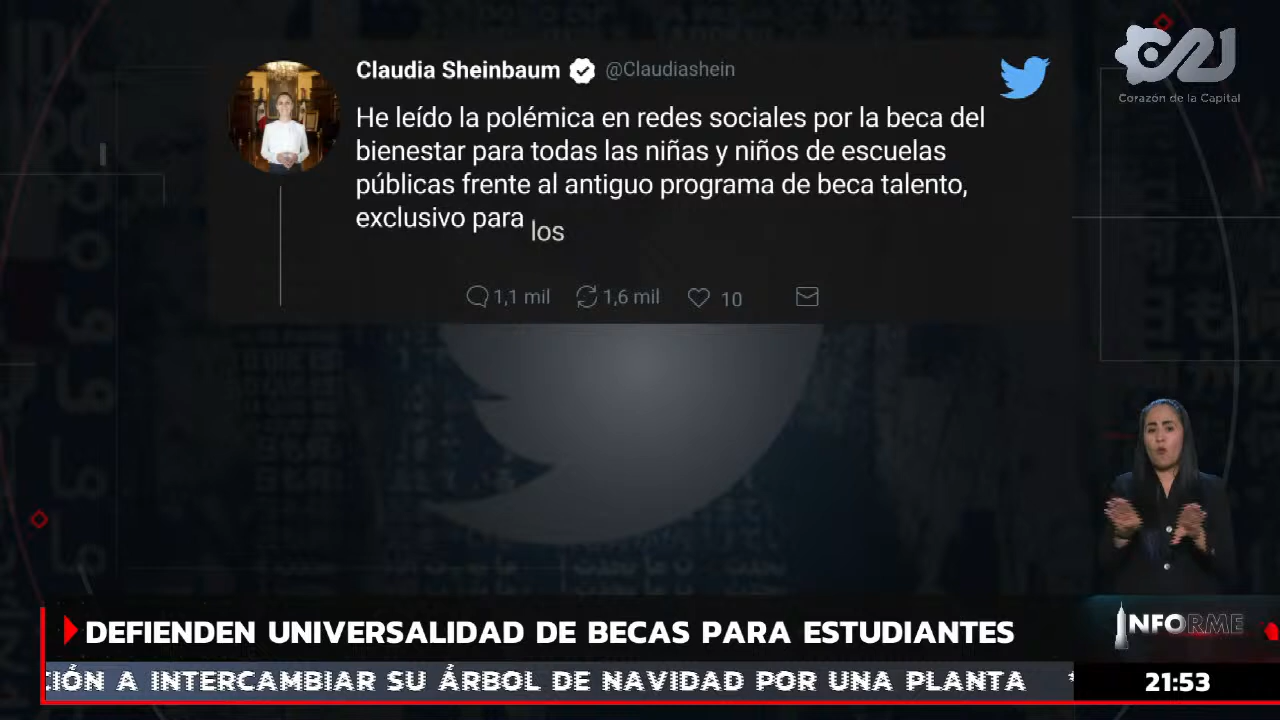 C21
Corazón de la Capital
Claudia Sheinbaum @Claudiashein
He leído la polémica en redes sociales por la beca del
bienestar para todas las niñas y niños de escuelas
públicas frente al antiguo programa de beca talento,
exclusivo para los
1,1 mil 1,6 mil 10
DEFIENDEN UNIVERSALIDAD DE BECAS PARA ESTUDIANTES
INFORME
CIÓN A INTERCAMBIAR SU ÁRBOL DE NAVIDAD POR UNA PLANTA *
21:53